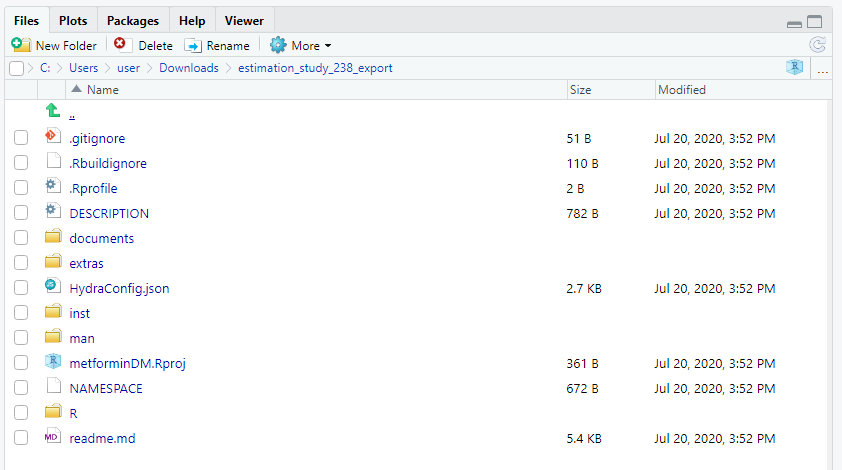 Files Plots Packages Help Viewer
New Folder Delete Rename More
C: Users user Downloads estimation_study_238_export R ...
Name Size Modified
..
.gitignore 51 B Jul 20, 2020, 3:52 PM
.Rbuildignore 110 B Jul 20, 2020, 3:52 PM
.Rprofile 2 B Jul 20, 2020, 3:52 PM
DESCRIPTION 782 B Jul 20, 2020, 3:52 PM
documents
extras
JS HydraConfig.json 2.7 KB Jul 20, 2020, 3:52 PM
inst
man
R metforminDM.Rproj 361 B Jul 20, 2020, 3:52 PM
NAMESPACE 672 B Jul 20, 2020, 3:52 PM
R
MD readme.md 5.4 KB Jul 20, 2020, 3:52 PM